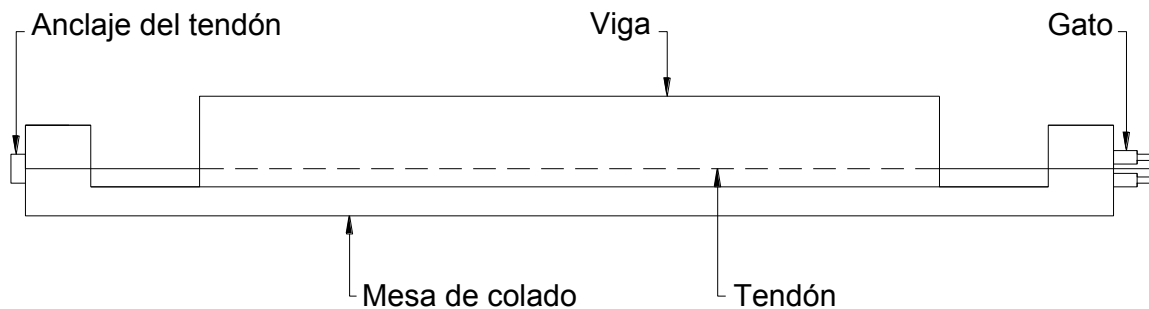 Anclaje del tendón
Viga
Gato
Mesa de colado
Tendón